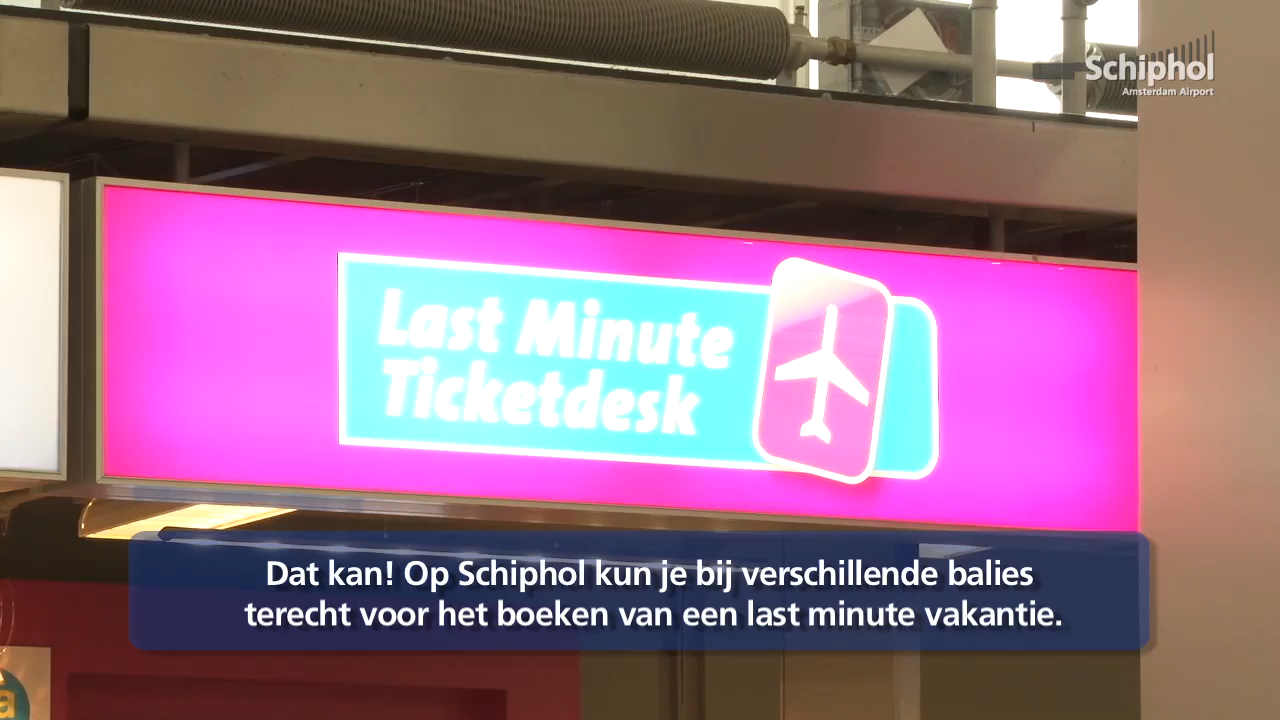 Schiphol
Amsterdam Airport
Last Minute
Ticketdesk
Dat kan! Op Schiphol kun je bij verschillende balies
terecht voor het boeken van een last minute vakantie.